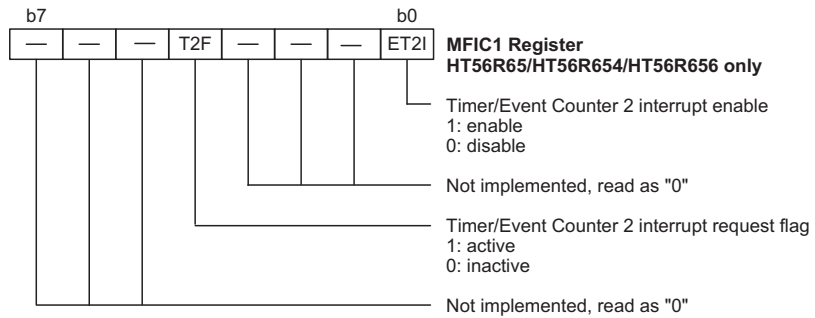 b7 b0
— — — T2F — — — ET2I
MFIC1 Register
HT56R65/HT56R654/HT56R656 only
Timer/Event Counter 2 interrupt enable
1: enable
0: disable
Not implemented, read as "0"
Timer/Event Counter 2 interrupt request flag
1: active
0: inactive
Not implemented, read as "0"